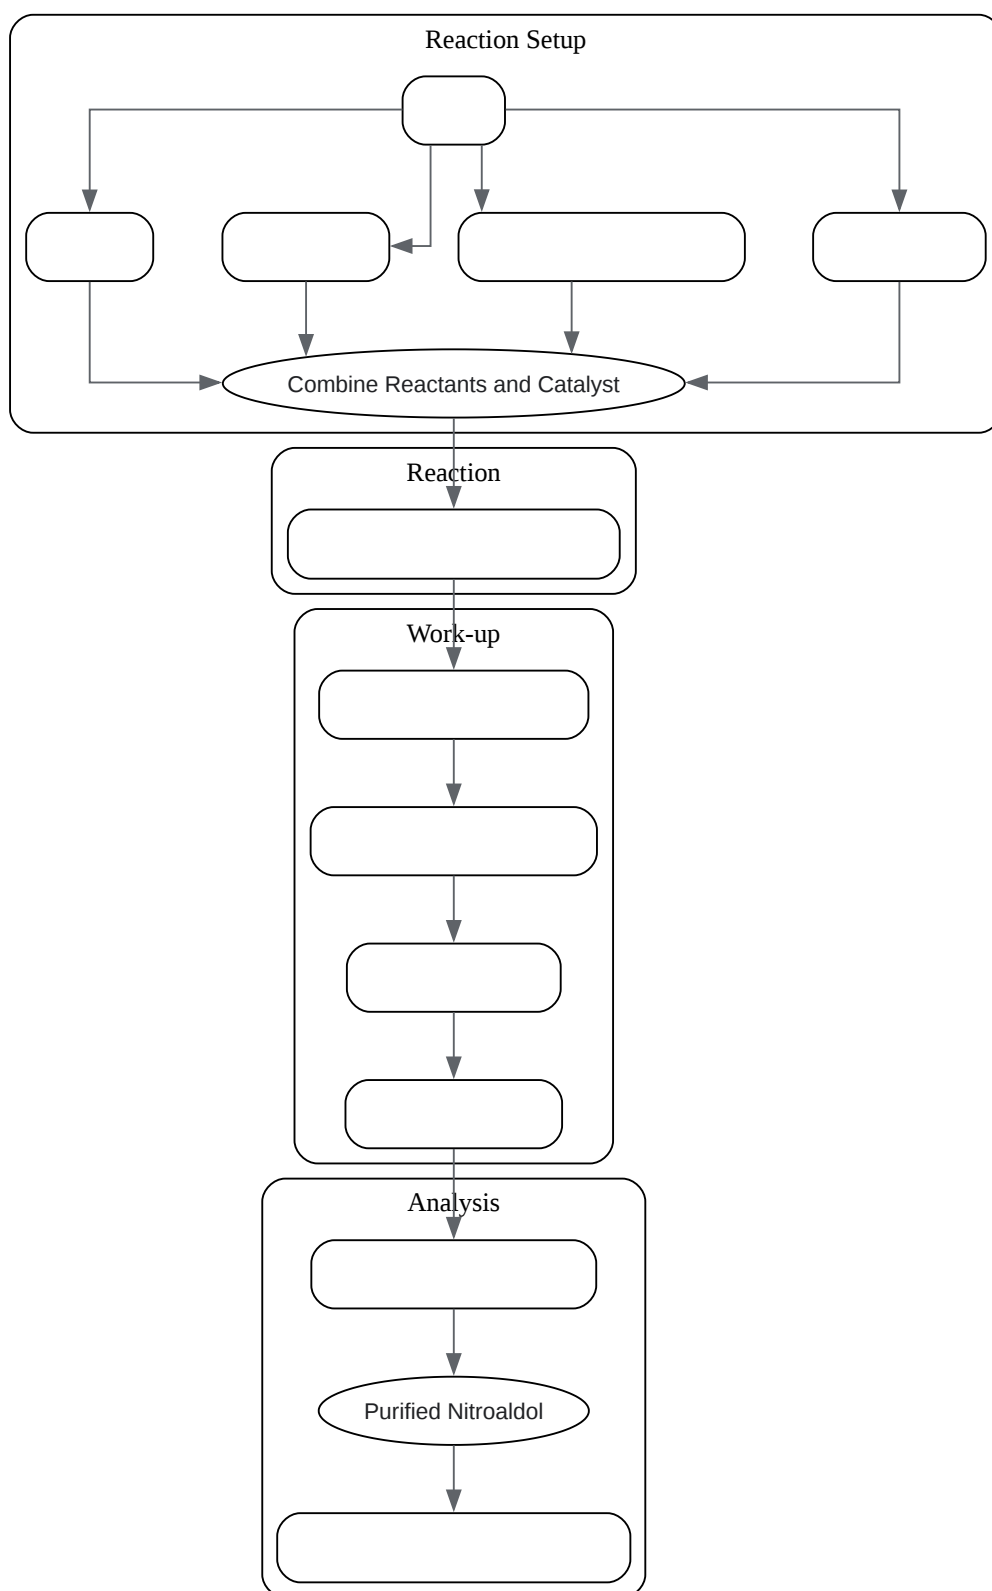 Reaction Setup
Combine Reactants and Catalyst
Reaction
Work-up
Analysis
Purified Nitroaldol